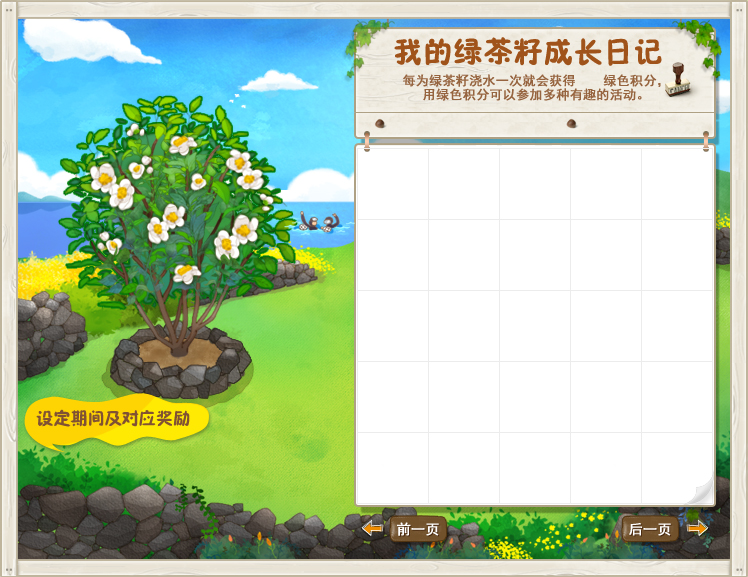 我的绿茶籽成长日记
每为绿茶籽浇水一次就会获得 绿色积分,
用绿色积分可以参加多种有趣的活动。
设定期间及对应奖励
前一页
后一页